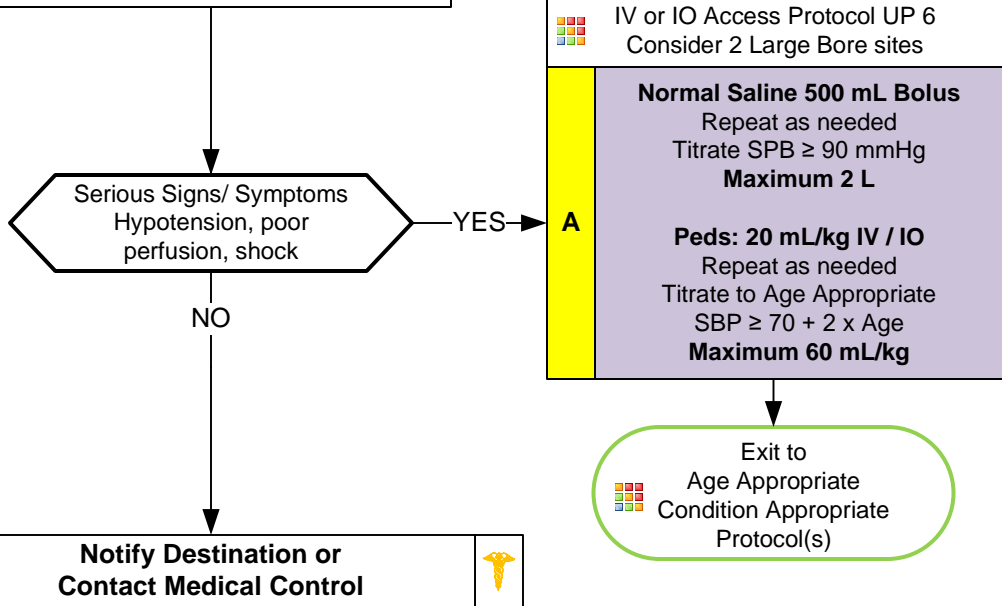 IV or IO Access Protocol UP 6
Consider 2 Large Bore sites
Serious Signs/ Symptoms
Hypotension, poor
perfusion, shock
YES
A
Normal Saline 500 mL Bolus
Repeat as needed
Titrate SPB ≥ 90 mmHg
Maximum 2 L
Peds: 20 mL/kg IV / IO
Repeat as needed
Titrate to Age Appropriate
SBP ≥ 70 + 2 x Age
Maximum 60 mL/kg
NO
Exit to
Age Appropriate
Condition Appropriate
Protocol(s)
Notify Destination or
Contact Medical Control